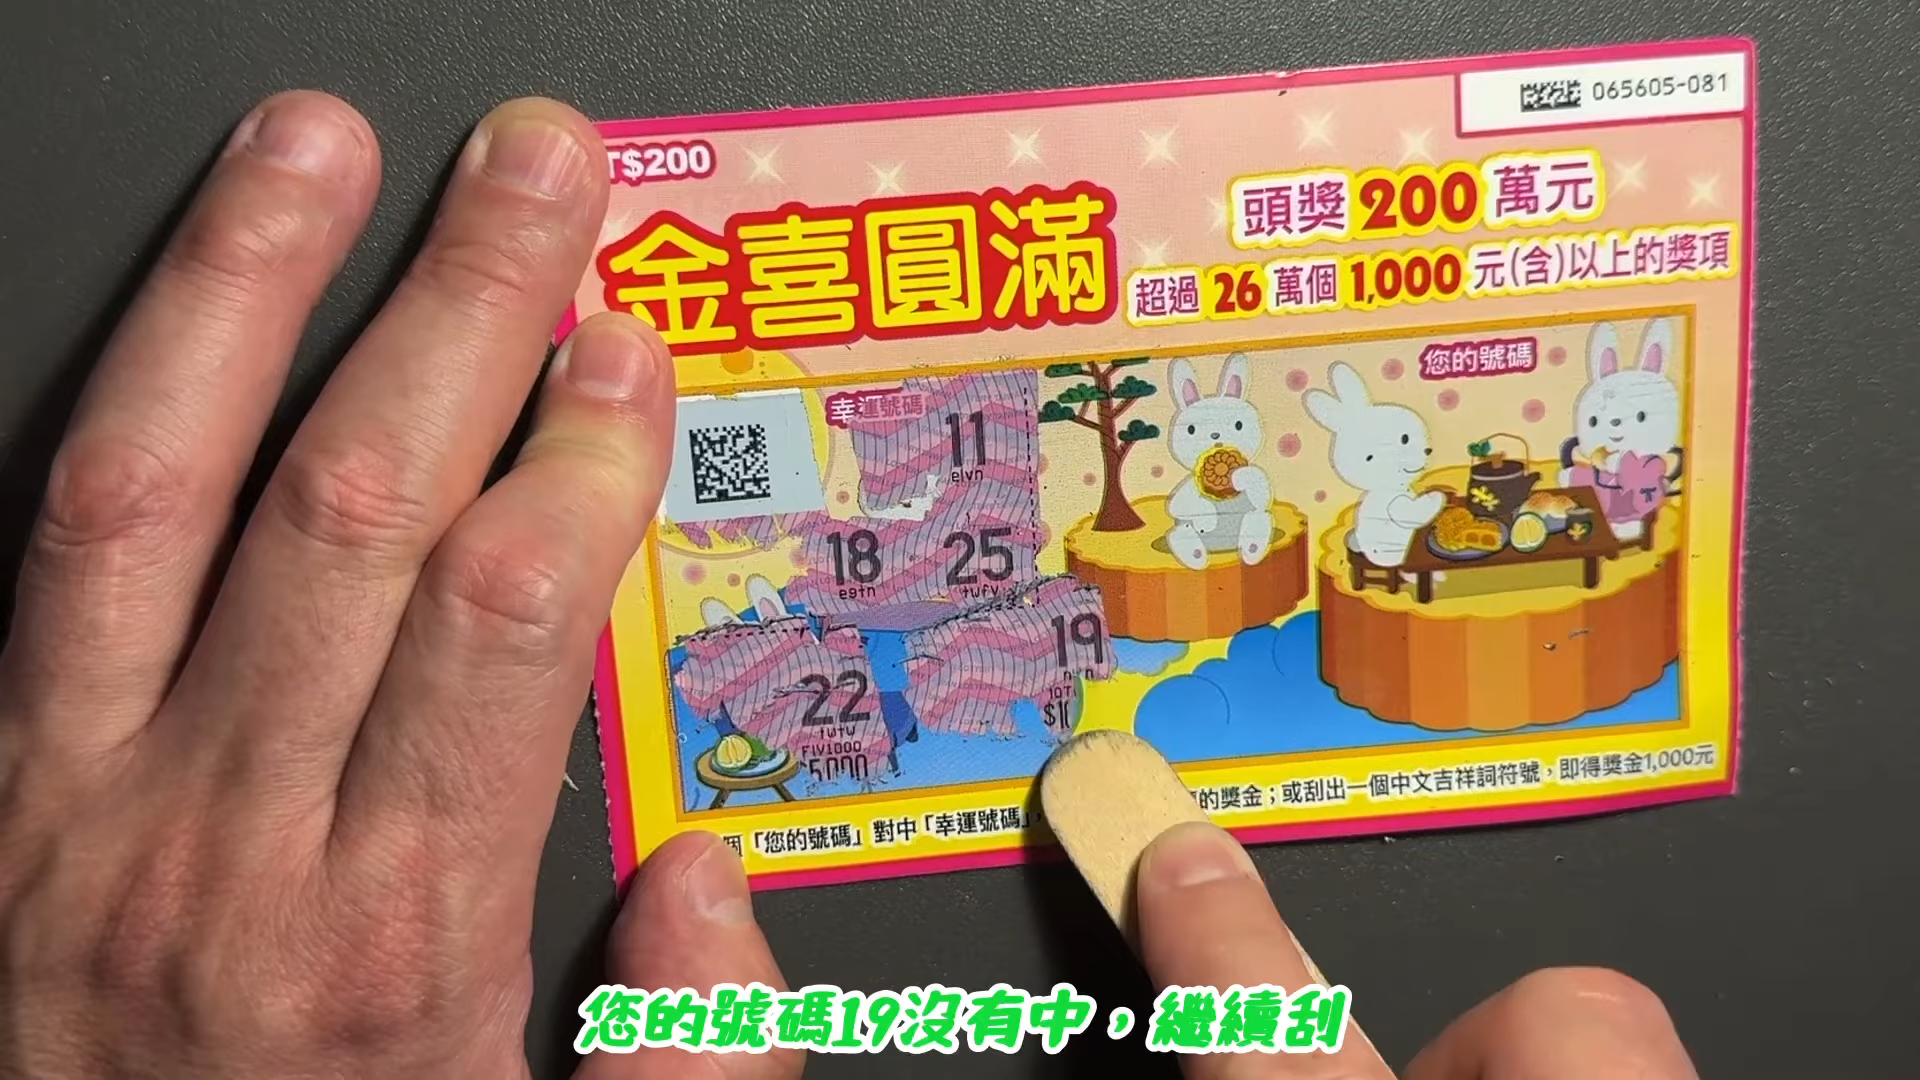 065605-081
T$200
金喜圓滿
頭獎 200 萬元
超過 26 萬個 1,000 元(含)以上的獎項
您的號碼
幸運號碼
11
elvn
18
25
egtn
twfv
19
22
twtw
FIV1000
$10
5000
個「您的號碼」對中「幸運號碼」,
的獎金；或刮出一個中文吉祥詞符號，即得獎金1,000元
您的號碼19沒有中，繼續刮